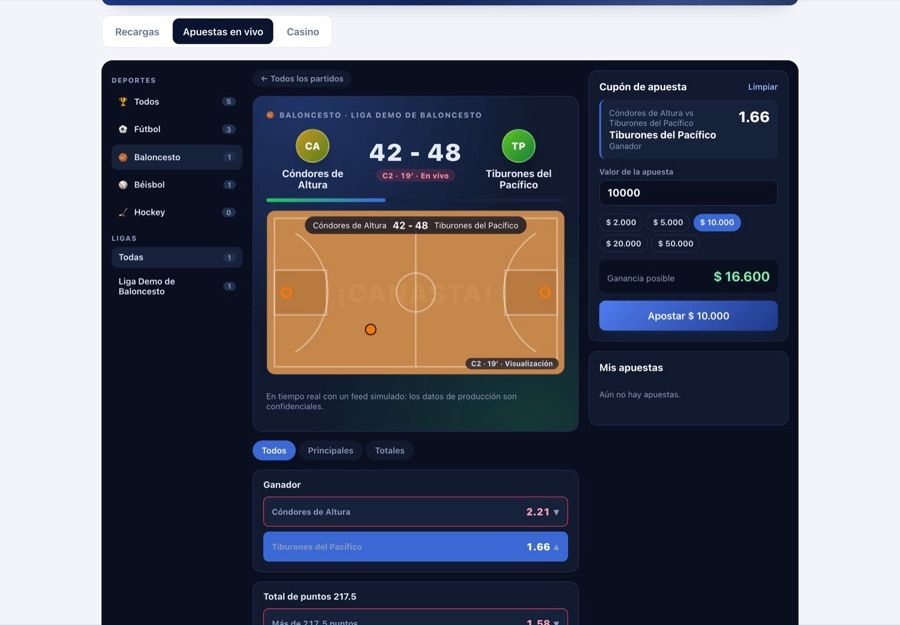 Recargas
Apuestas en vivo
Casino
DEPORTES
Todos 5
Fútbol 3
Baloncesto 1
Béisbol 1
Hockey 0
LIGAS
Todas 1
Liga Demo de
Baloncesto 1
← Todos los partidos
BALONCESTO · LIGA DEMO DE BALONCESTO
CA
42 - 48
TP
C2 · 19' · En vivo
Cóndores de
Altura
Tiburones del
Pacífico
Cóndores de Altura 42 - 48 Tiburones del Pacífico
¡CANASTA!
C2 · 19' · Visualización
En tiempo real con un feed simulado: los datos de producción son
confidenciales.
Todos
Principales
Totales
Ganador
Cóndores de Altura 2.21 ▼
Tiburones del Pacífico 1.66 ▲
Total de puntos 217.5
Más de 217.5 puntos 1.58 ▼
Cupón de apuesta
Limpiar
Cóndores de Altura vs
Tiburones del Pacífico
1.66
Tiburones del Pacífico
Ganador
Valor de la apuesta
10000
$ 2.000
$ 5.000
$ 10.000
$ 20.000
$ 50.000
Ganancia posible $ 16.600
Apostar $ 10.000
Mis apuestas
Aún no hay apuestas.